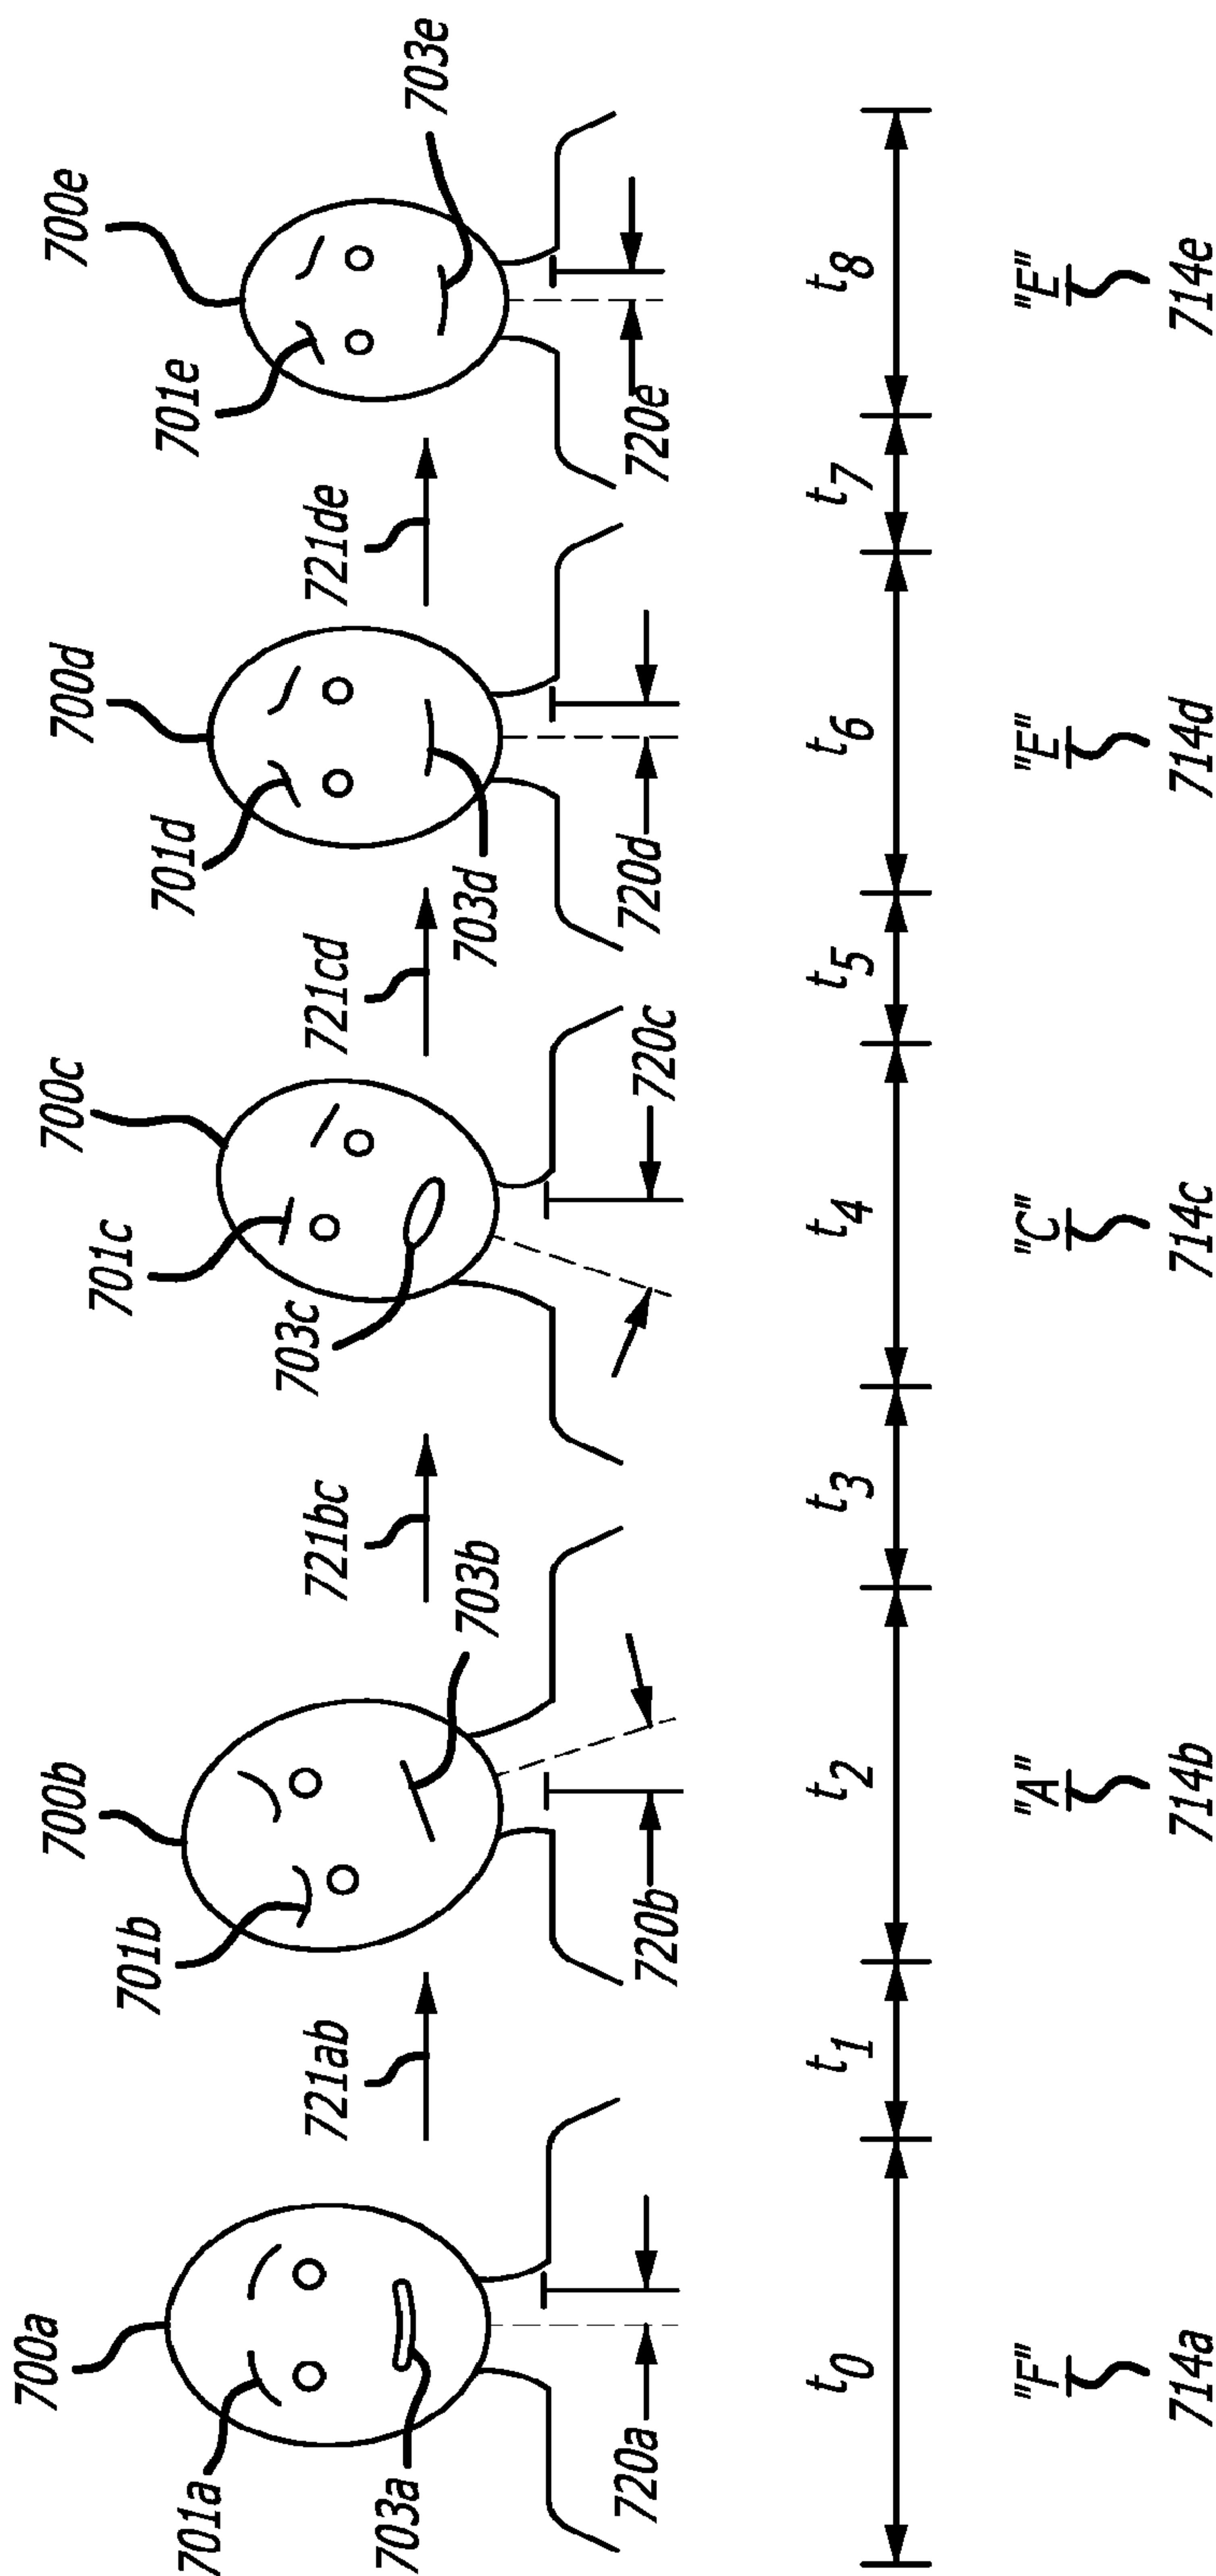 700a 700b 700c 700d 700e
701a 701b 701c 701d 701e
721ab 721bc 721cd 721de
703a 703b 703c 703d 703e
720a 720b 720c 720d 720e
t0 t1 t2 t3 t4 t5 t6 t7 t8
"F" "A" "C" "E" "E"
714a 714b 714c 714d 714e